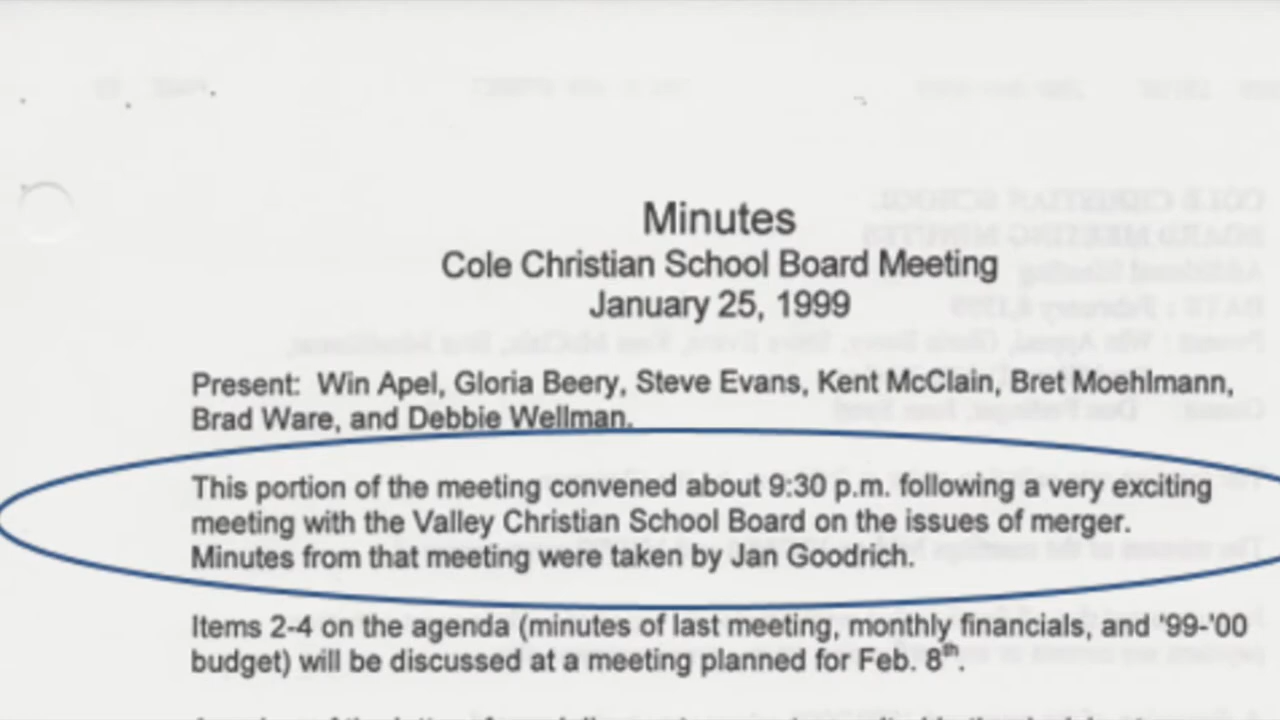 Minutes
Cole Christian School Board Meeting
January 25, 1999
Present: Win Apel, Gloria Beery, Steve Evans, Kent McClain, Bret Moehlmann,
Brad Ware, and Debbie Wellman.
This portion of the meeting convened about 9:30 p.m. following a very exciting
meeting with the Valley Christian School Board on the issues of merger.
Minutes from that meeting were taken by Jan Goodrich.
Items 2-4 on the agenda (minutes of last meeting, monthly financials, and '99-'00
budget) will be discussed at a meeting planned for Feb. 8th.